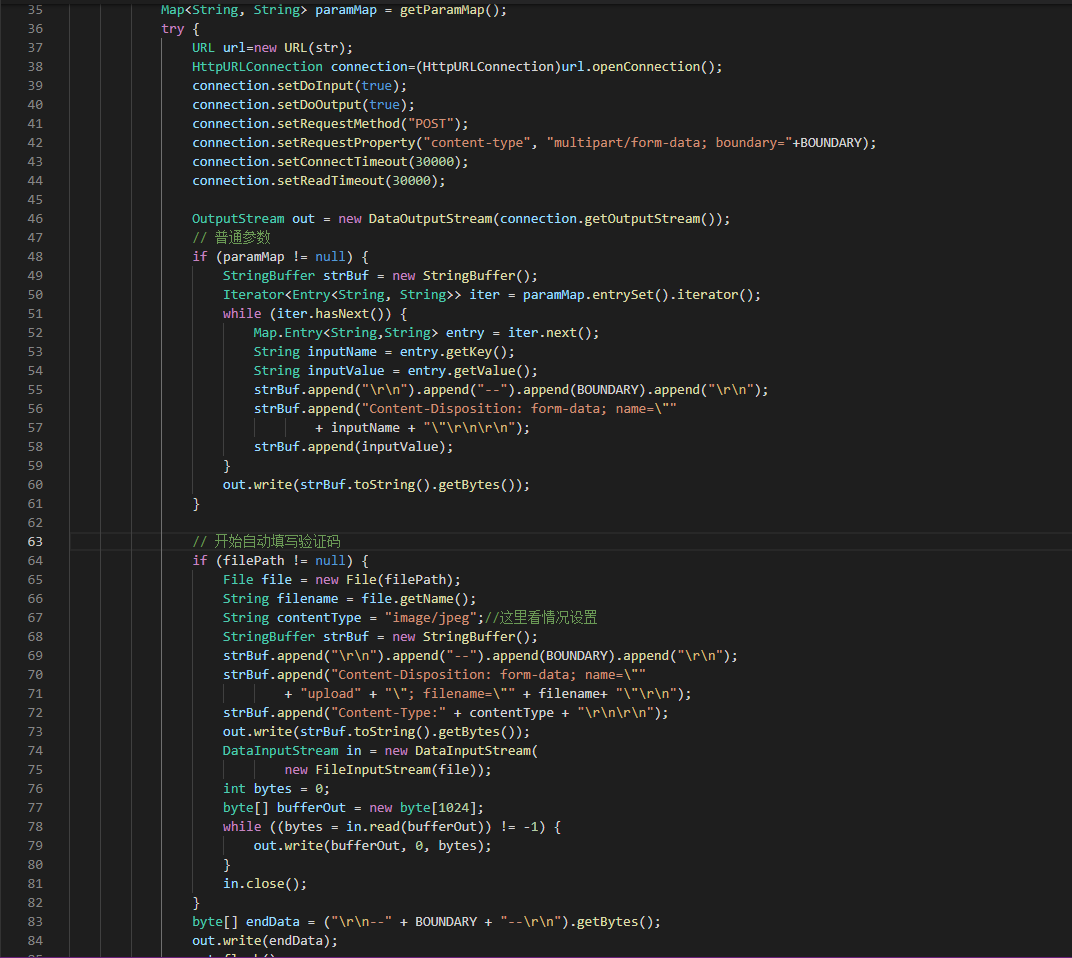 35 Map<String, String> paramMap = getParamMap();
36 try {
37 URL url=new URL(str);
38 HttpURLConnection connection=(HttpURLConnection)url.openConnection();
39 connection.setDoInput(true);
40 connection.setDoOutput(true);
41 connection.setRequestMethod("POST");
42 connection.setRequestProperty("content-type", "multipart/form-data; boundary="+BOUNDARY);
43 connection.setConnectTimeout(30000);
44 connection.setReadTimeout(30000);
45
46 OutputStream out = new DataOutputStream(connection.getOutputStream());
47 // 普通参数
48 if (paramMap != null) {
49 StringBuffer strBuf = new StringBuffer();
50 Iterator<Entry<String, String>> iter = paramMap.entrySet().iterator();
51 while (iter.hasNext()) {
52 Map.Entry<String,String> entry = iter.next();
53 String inputName = entry.getKey();
54 String inputValue = entry.getValue();
55 strBuf.append("\r\n").append("--").append(BOUNDARY).append("\r\n");
56 strBuf.append("Content-Disposition: form-data; name=\""
57 + inputName + "\"\r\n\r\n");
58 strBuf.append(inputValue);
59 }
60 out.write(strBuf.toString().getBytes());
61 }
62
63 // 开始自动填写验证码
64 if (filePath != null) {
65 File file = new File(filePath);
66 String filename = file.getName();
67 String contentType = "image/jpeg";//这里看情况设置
68 StringBuffer strBuf = new StringBuffer();
69 strBuf.append("\r\n").append("--").append(BOUNDARY).append("\r\n");
70 strBuf.append("Content-Disposition: form-data; name=\""
71 + "upload" + "\"; filename=\"" + filename+ "\"\r\n");
72 strBuf.append("Content-Type:" + contentType + "\r\n\r\n");
73 out.write(strBuf.toString().getBytes());
74 DataInputStream in = new DataInputStream(
75 new FileInputStream(file));
76 int bytes = 0;
77 byte[] bufferOut = new byte[1024];
78 while ((bytes = in.read(bufferOut)) != -1) {
79 out.write(bufferOut, 0, bytes);
80 }
81 in.close();
82 }
83 byte[] endData = ("\r\n--" + BOUNDARY + "--\r\n").getBytes();
84 out.write(endData);